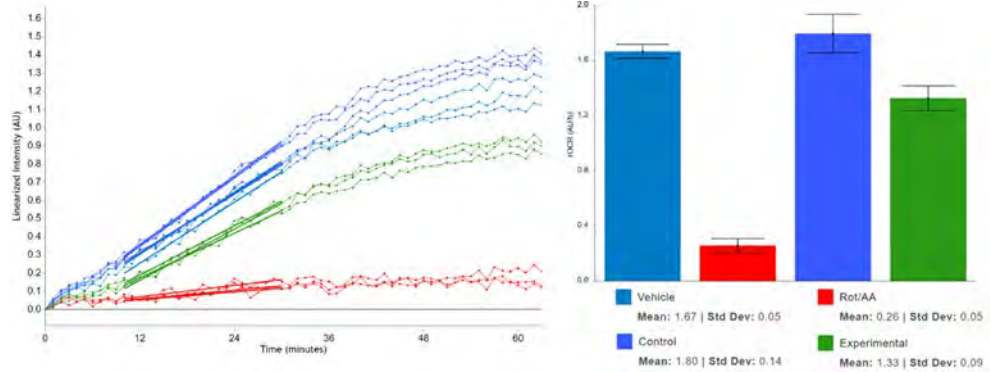 1.6
1.5
1.4
1.3
1.2
1.1
1.0
0.9
0.8
0.7
0.6
0.5
0.4
0.3
0.2
0.1
0.0
Linearized Intensity (AU)
0 12 24 36 48 60
Time (minutes)
2.0
1.6
1.2
0.8
0.4
0.0
rOCR (AU/h)
Vehicle
Mean: 1.67 | Std Dev: 0.05
Rot/AA
Mean: 0.26 | Std Dev: 0.05
Control
Mean: 1.80 | Std Dev: 0.14
Experimental
Mean: 1.33 | Std Dev: 0.09